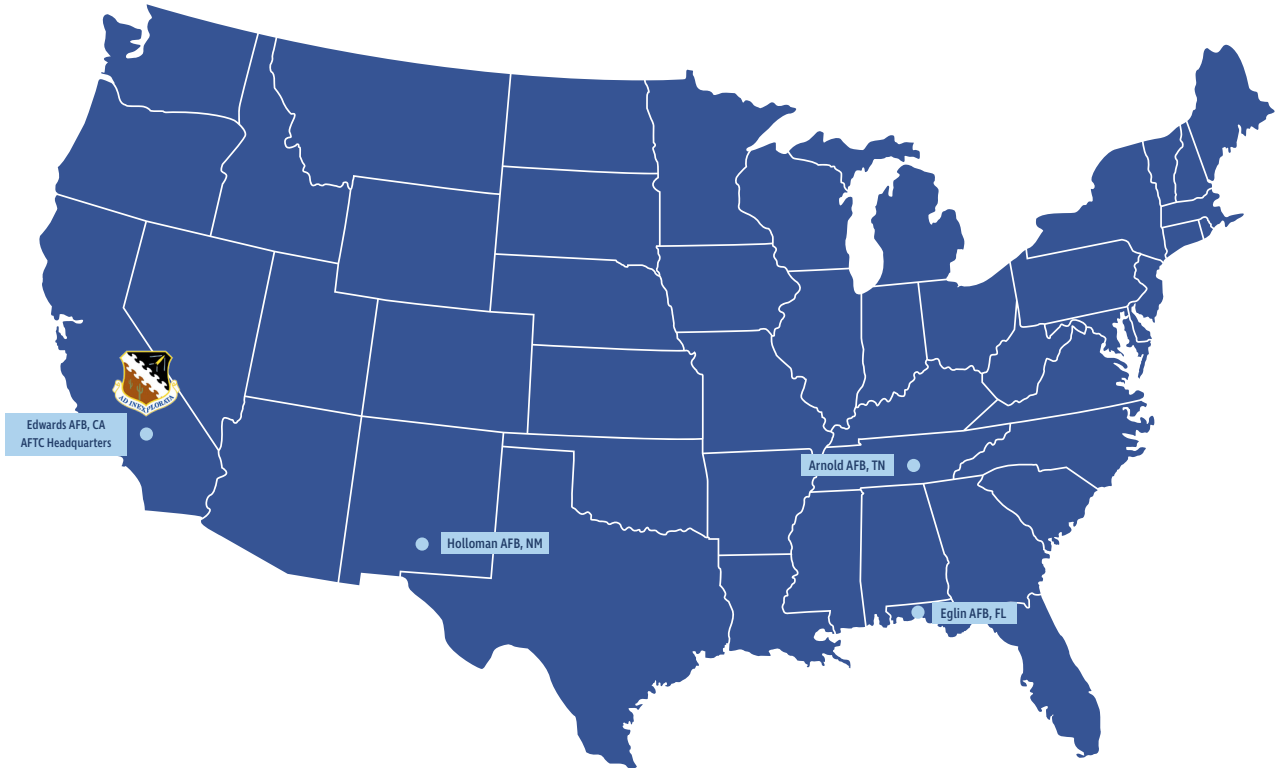 AD INEXPLORATA
Edwards AFB, CA
AFTC Headquarters
Arnold AFB, TN
Holloman AFB, NM
Eglin AFB, FL